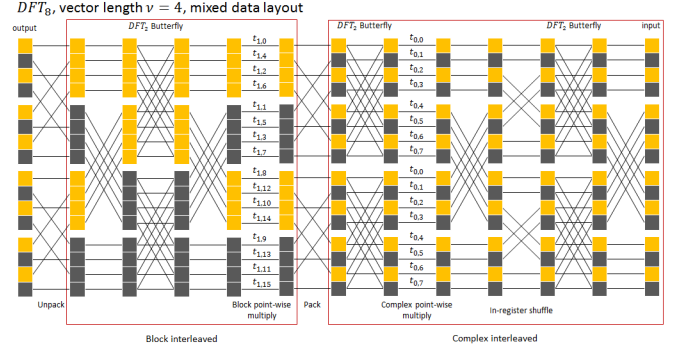 DFT₈, vector length ν = 4, mixed data layout
output
DFT₂ Butterfly
DFT₂ Butterfly
DFT₂ Butterfly
input
t₁,₀
t₁,₄
t₁,₂
t₁,₆
t₁,₁
t₁,₅
t₁,₃
t₁,₇
t₁,₈
t₁,₁₂
t₁,₁₀
t₁,₁₄
t₁,₉
t₁,₁₃
t₁,₁₁
t₁,₁₅
t₀,₀
t₀,₁
t₀,₂
t₀,₃
t₀,₄
t₀,₅
t₀,₆
t₀,₇
t₀,₀
t₀,₁
t₀,₂
t₀,₃
t₀,₄
t₀,₅
t₀,₆
t₀,₇
Unpack
Block point-wise
multiply
Pack
Complex point-wise
multiply
In-register shuffle
Block interleaved
Complex interleaved